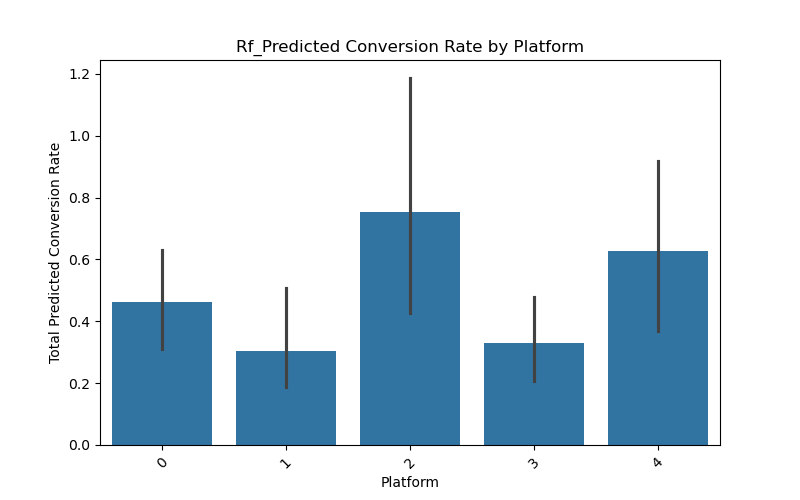 Rf_Predicted Conversion Rate by Platform
Total Predicted Conversion Rate
1.2
1.0
0.8
0.6
0.4
0.2
0.0
0 1 2 3 4
Platform